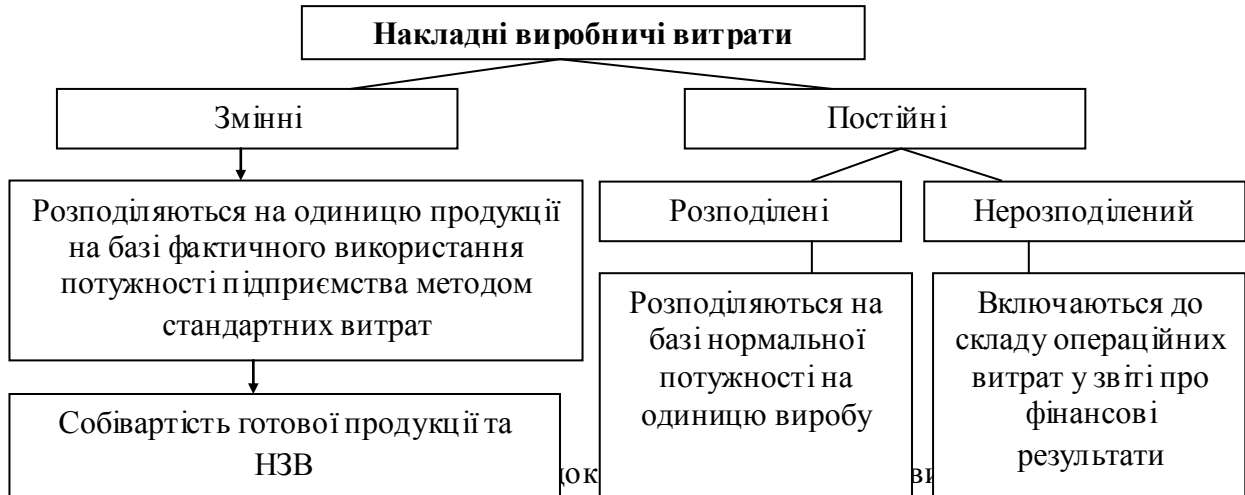 Накладні виробничі витрати
Змінні
Постійні
Розподіляються на одиницю продукції
на базі фактичного використання
потужності підприємства методом
стандартних витрат
Розподілені
Нерозподілений
Розподіляються на
базі нормальної
потужності на
одиницю виробу
Включаються до
складу операційних
витрат у звіті про
фінансові
результати
Собівартість готової продукції та
НЗВ